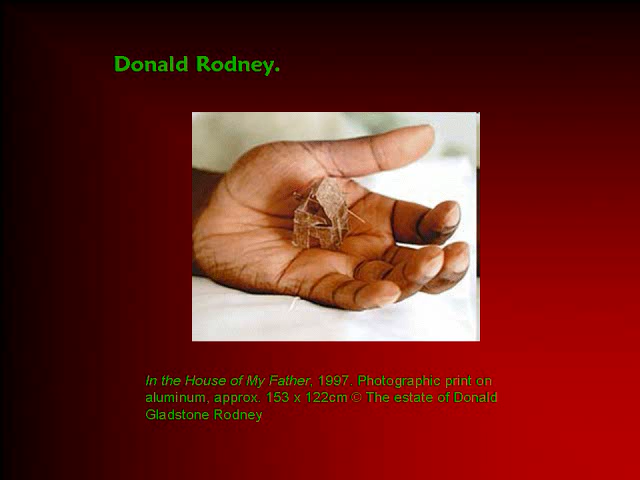 Donald Rodney.
In the House of My Father, 1997. Photographic print on
aluminum, approx. 153 x 122cm © The estate of Donald
Gladstone Rodney